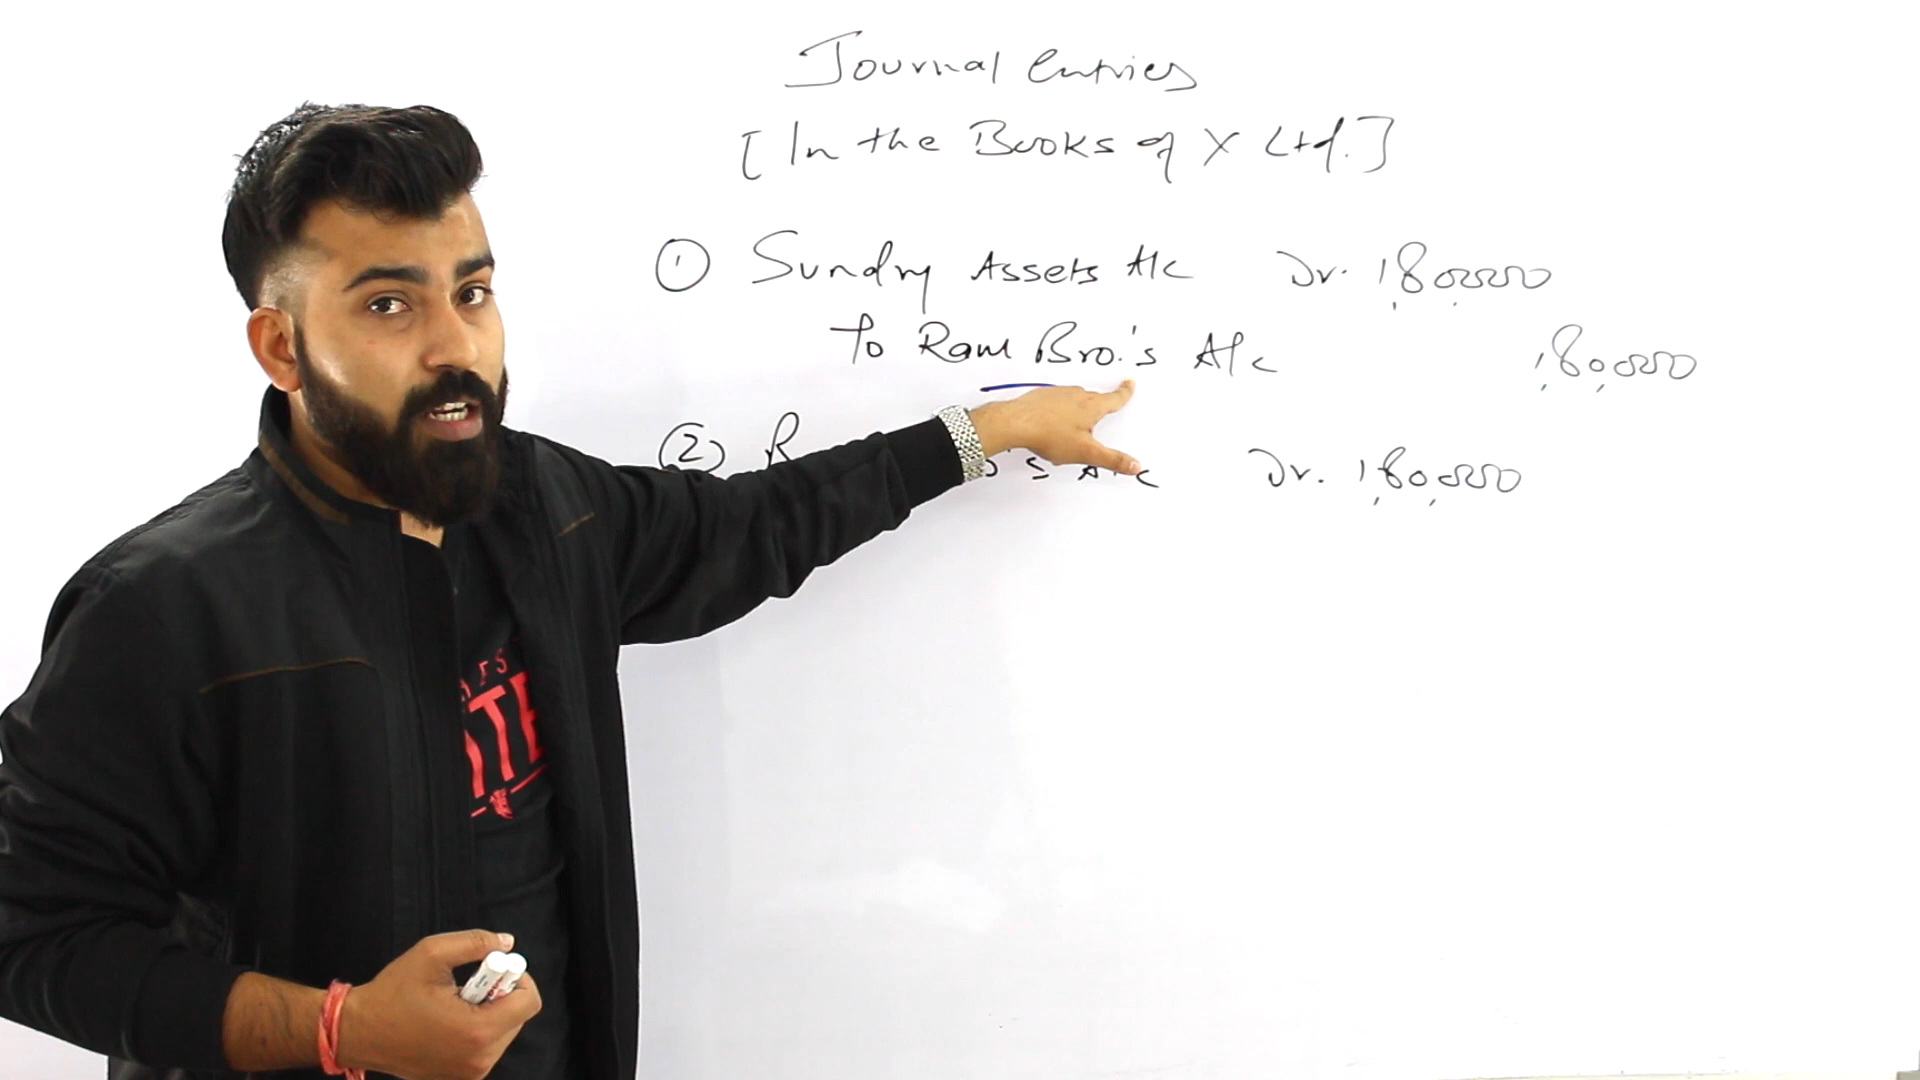 Journal Entries
[In the Books of X Ltd.]
① Sundry Assets A/c Dr. 1,80,000
To Ram Bro.'s A/c 1,80,000
② R 's A/c Dr. 1,80,000